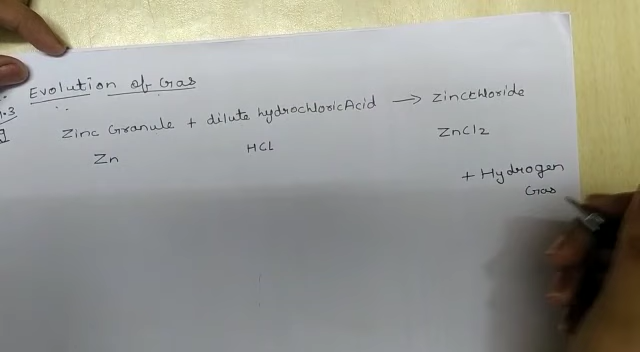 Evolution of Gas
Zinc Granule + dilute hydrochloric Acid → Zinc chloride
Zn HCl ZnCl2
+ Hydrogen
Gas